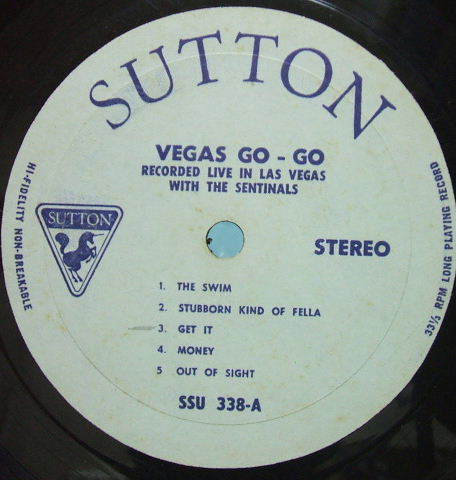 SUTTON
VEGAS GO - GO
RECORDED LIVE IN LAS VEGAS
WITH THE SENTINALS
HI-FIDELITY NON-BREAKABLE
SUTTON
STEREO
33⅓ RPM LONG PLAYING RECORD
1. THE SWIM
2. STUBBORN KIND OF FELLA
3. GET IT
4. MONEY
5 OUT OF SIGHT
SSU 338-A